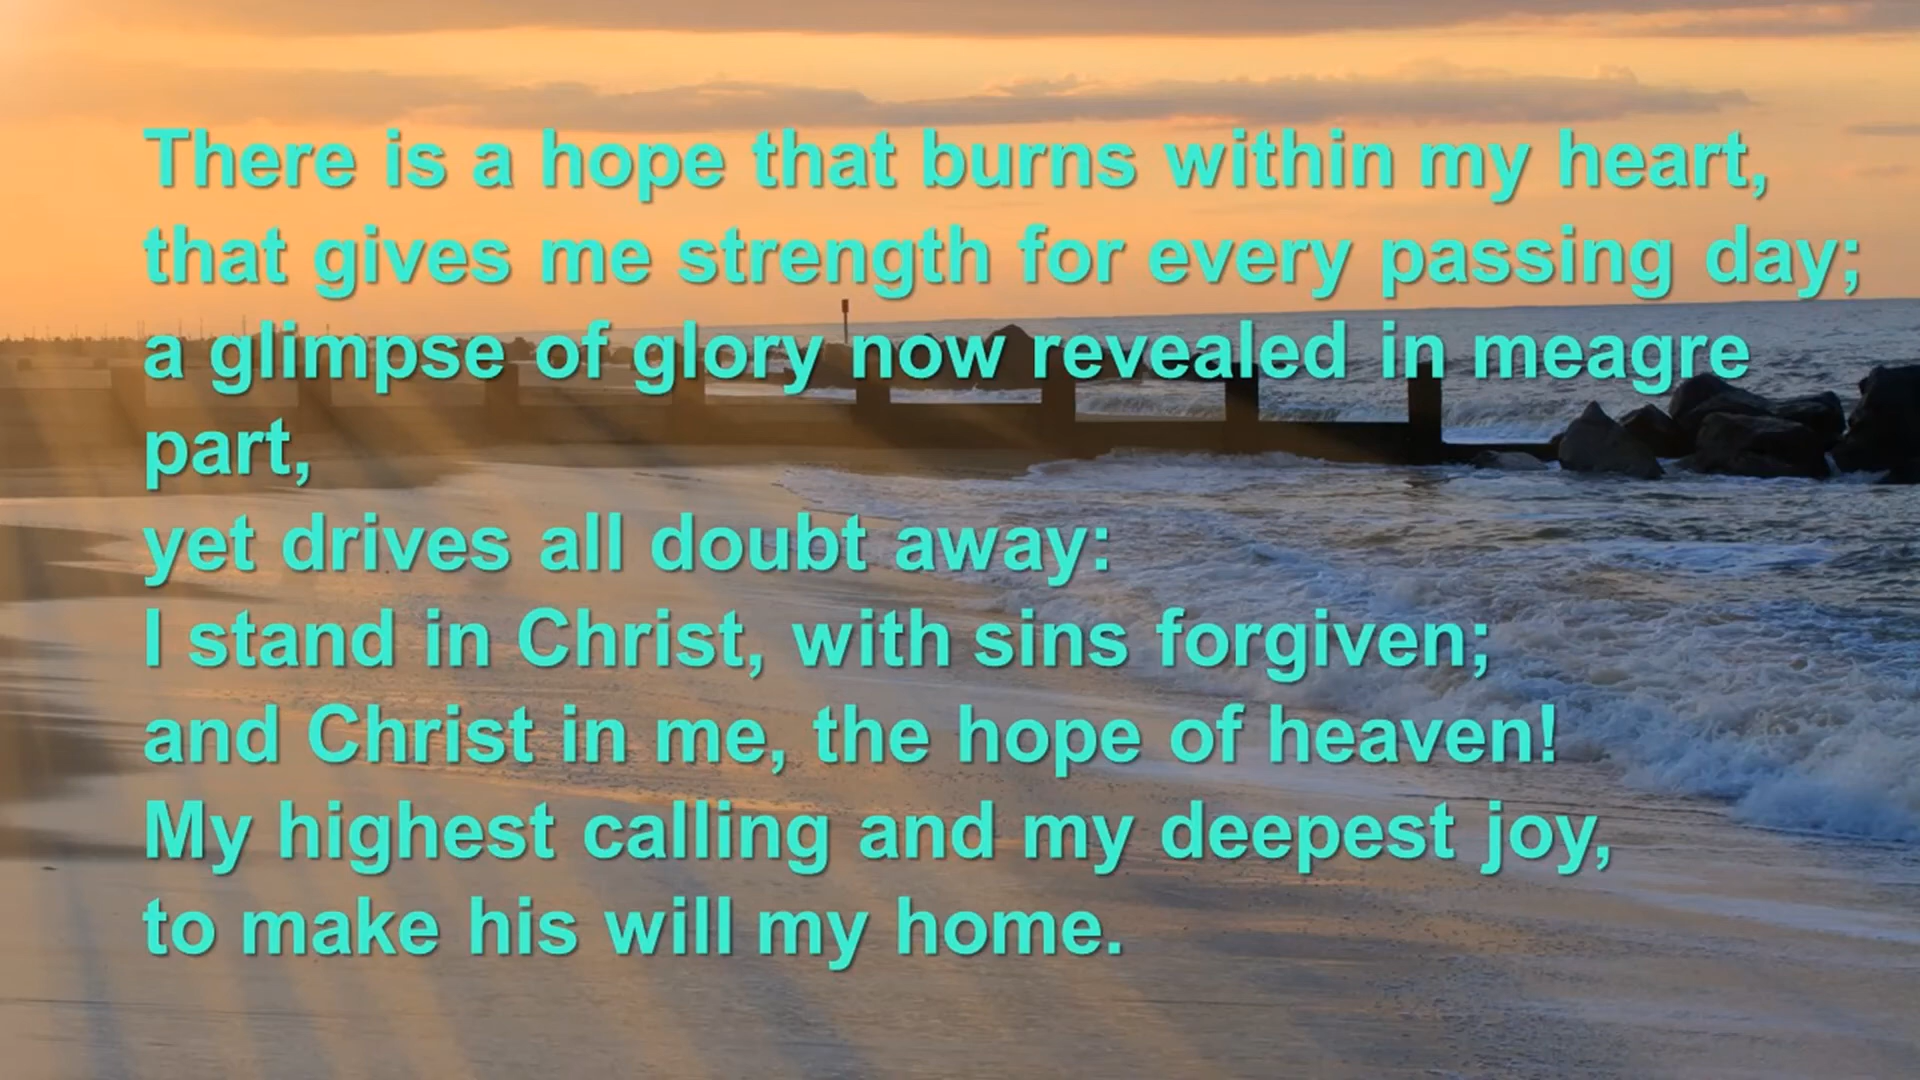 There is a hope that burns within my heart,
that gives me strength for every passing day;
a glimpse of glory now revealed in meagre
part,
yet drives all doubt away:
I stand in Christ, with sins forgiven;
and Christ in me, the hope of heaven!
My highest calling and my deepest joy,
to make his will my home.